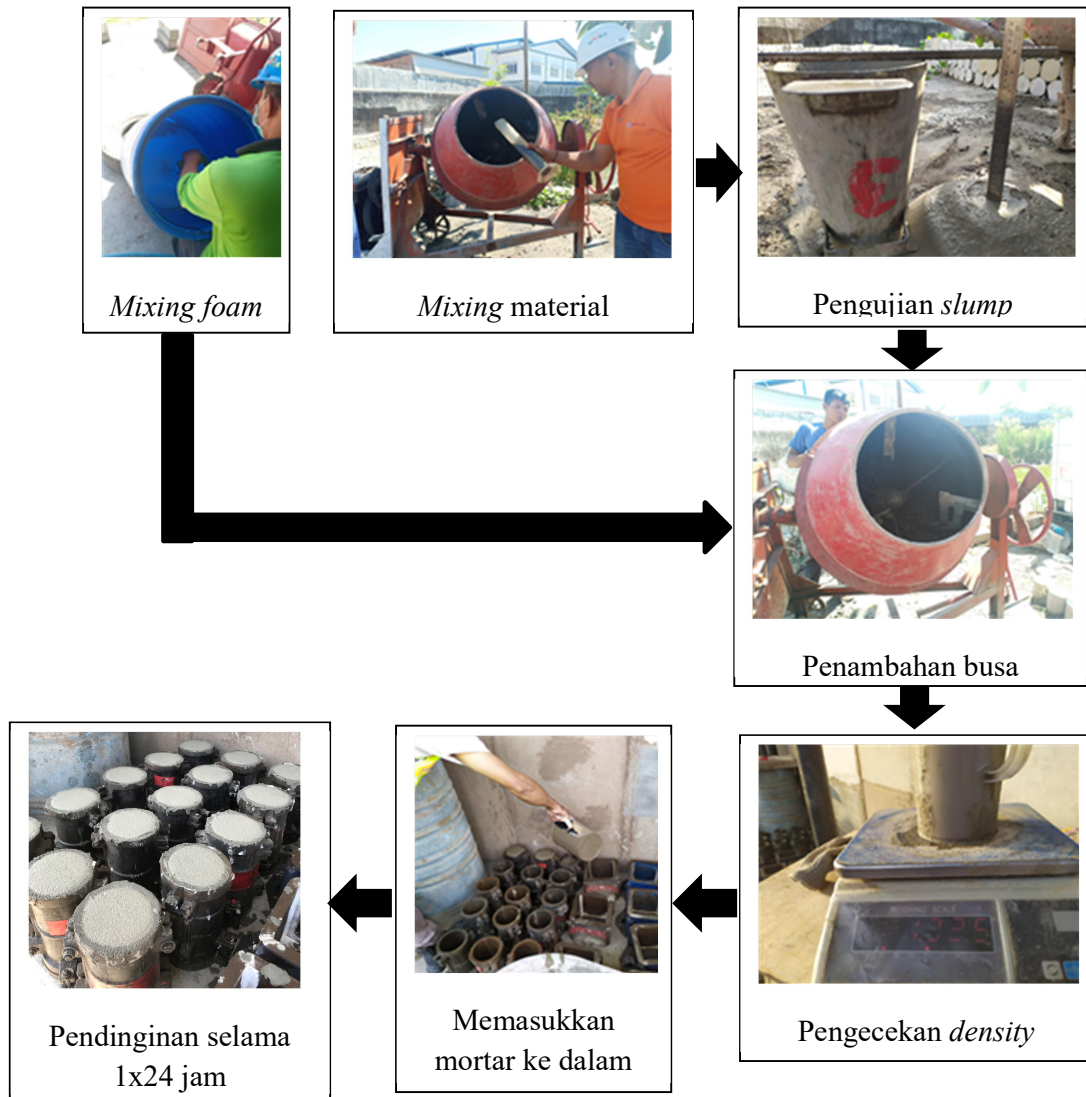 Mixing foam
Mixing material
Pengujian slump
Penambahan busa
Pengecekan density
Memasukkan
mortar ke dalam
Pendinginan selama
1x24 jam
E